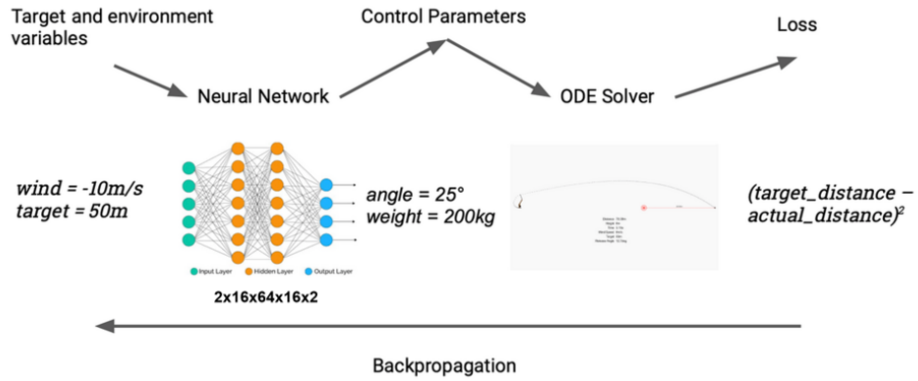 Target and environment
variables
Control Parameters
Loss
Neural Network
ODE Solver
wind = -10m/s
target = 50m
angle = 25°
weight = 200kg
(target_distance –
actual_distance)²
Input Layer
Hidden Layer
Output Layer
2x16x64x16x2
Backpropagation